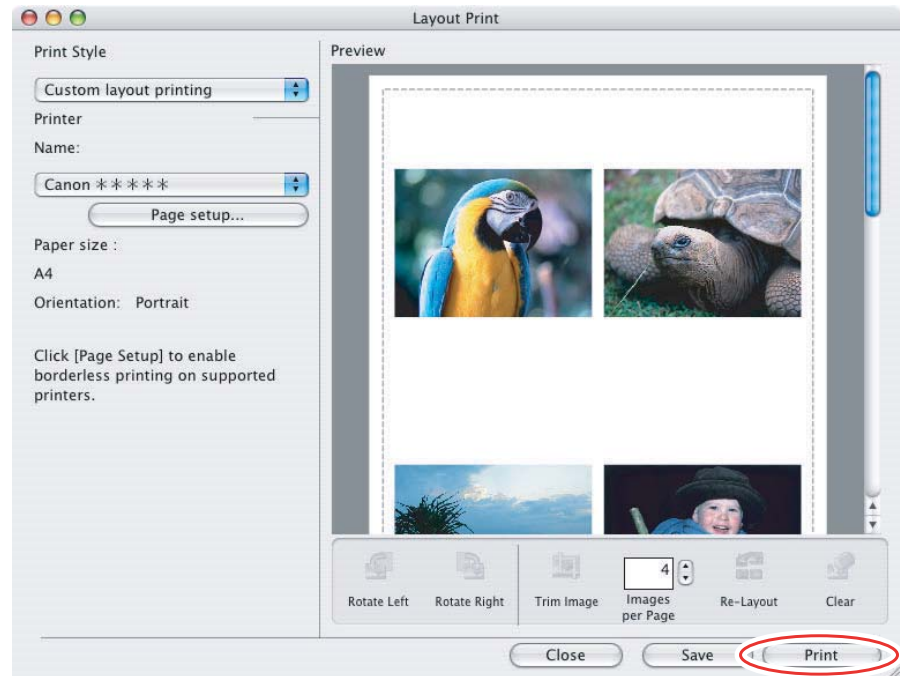 Layout Print
Print Style
Custom layout printing
Printer
Name:
Canon *****
Page setup...
Paper size :
A4
Orientation: Portrait
Click [Page Setup] to enable
borderless printing on supported
printers.
Preview
Rotate Left
Rotate Right
Trim Image
4
Images
per Page
Re-Layout
Clear
Close
Save
Print